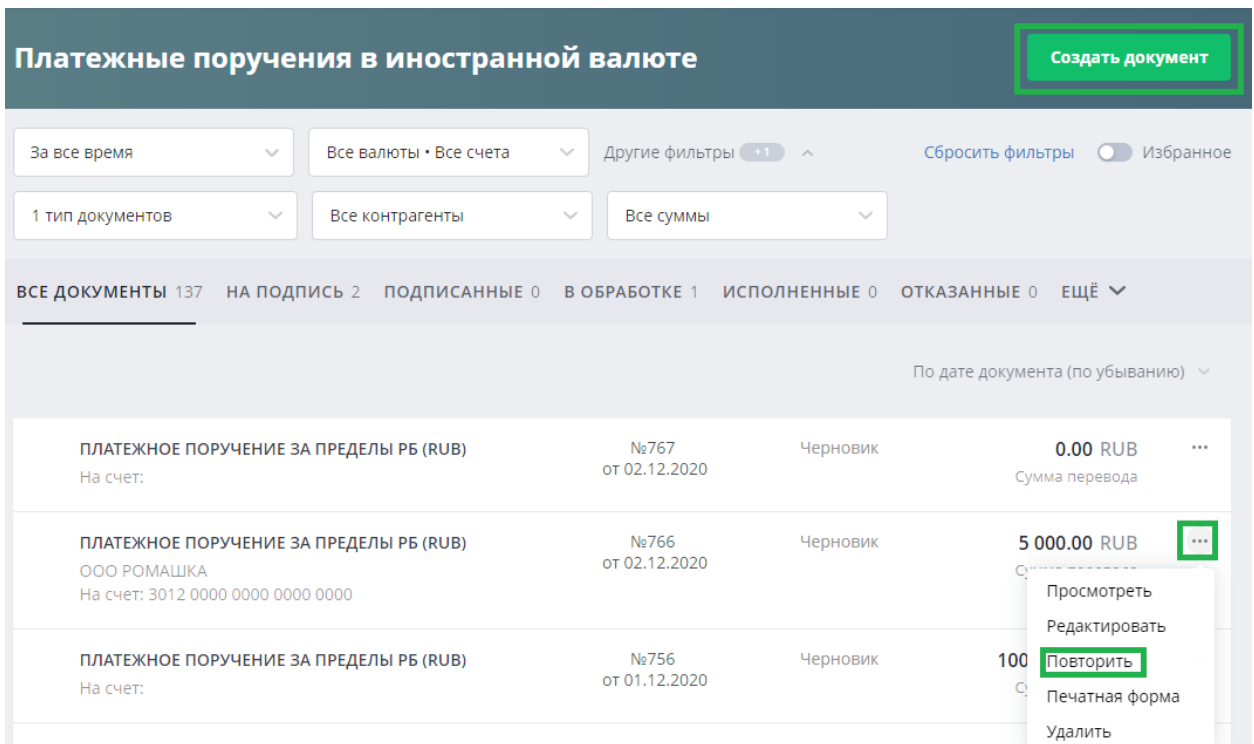 Платежные поручения в иностранной валюте
Создать документ
За все время
Все валюты • Все счета
Другие фильтры +1
Сбросить фильтры
Избранное
1 тип документов
Все контрагенты
Все суммы
ВСЕ ДОКУМЕНТЫ 137 НА ПОДПИСЬ 2 ПОДПИСАННЫЕ 0 В ОБРАБОТКЕ 1 ИСПОЛНЕННЫЕ 0 ОТКАЗАННЫЕ 0 ЕЩЁ
По дате документа (по убыванию)
ПЛАТЕЖНОЕ ПОРУЧЕНИЕ ЗА ПРЕДЕЛЫ РБ (RUB)
На счет:
№767
от 02.12.2020
Черновик
0.00 RUB
Сумма перевода
ПЛАТЕЖНОЕ ПОРУЧЕНИЕ ЗА ПРЕДЕЛЫ РБ (RUB)
ООО РОМАШКА
На счет: 3012 0000 0000 0000 0000
№766
от 02.12.2020
Черновик
5 000.00 RUB
Просмотреть
Редактировать
Повторить
Печатная форма
Удалить
ПЛАТЕЖНОЕ ПОРУЧЕНИЕ ЗА ПРЕДЕЛЫ РБ (RUB)
На счет:
№756
от 01.12.2020
Черновик
100